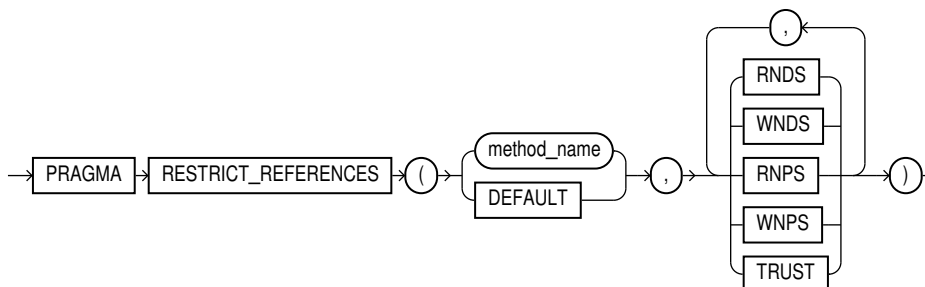 ,
RNDS
WNDS
method_name
PRAGMA RESTRICT_REFERENCES ( , RNPS )
DEFAULT
WNPS
TRUST